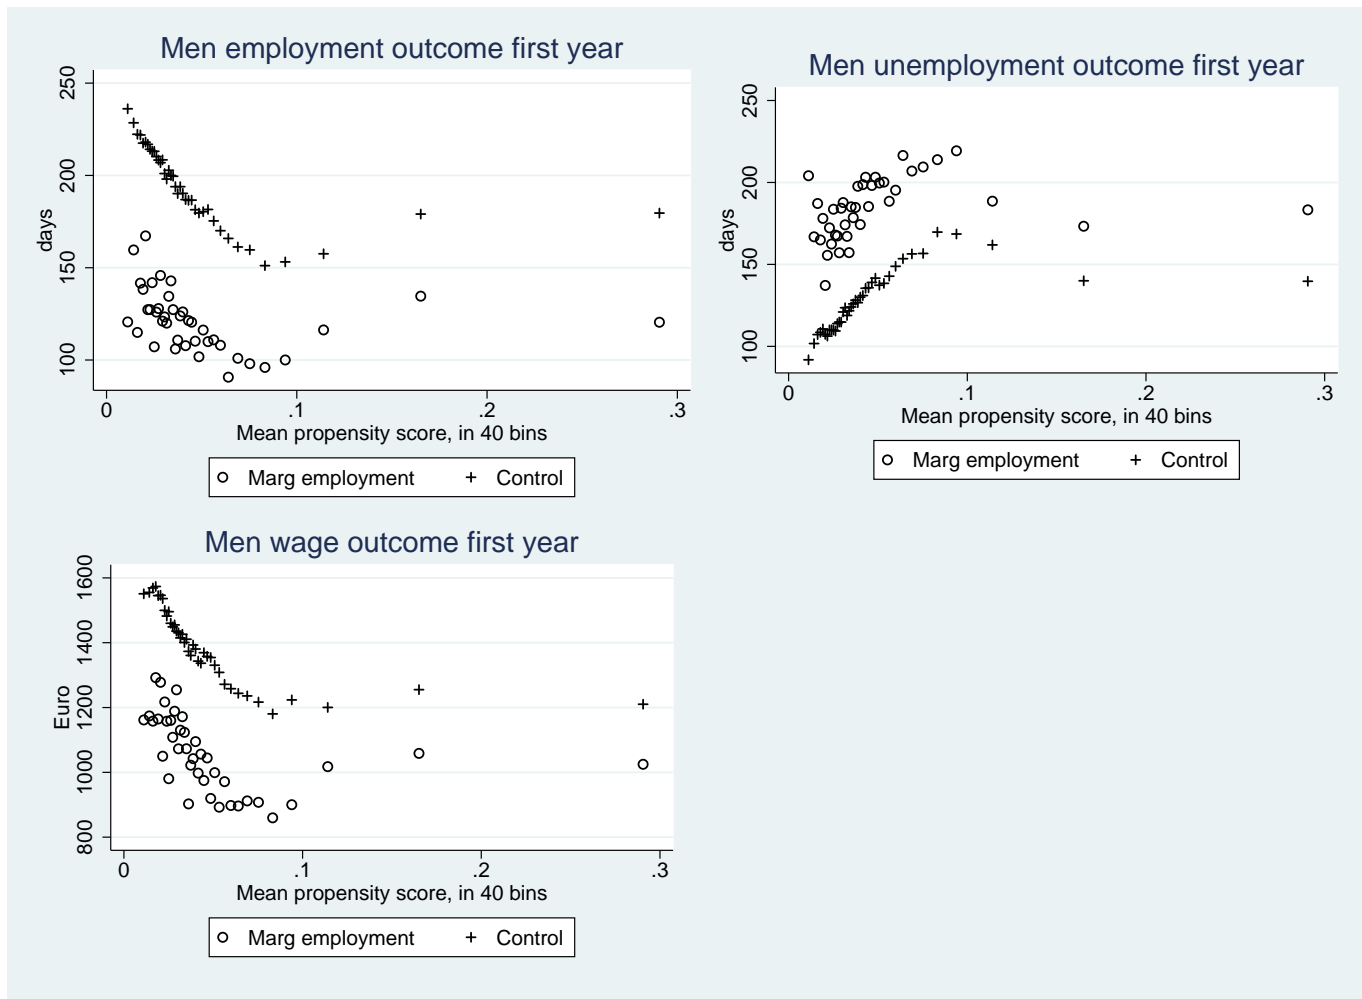 Men employment outcome first year
250
200
150
100
days
0 .1 .2 .3
Mean propensity score, in 40 bins
Marg employment Control
Men unemployment outcome first year
250
200
150
100
days
0 .1 .2 .3
Mean propensity score, in 40 bins
Marg employment Control
Men wage outcome first year
1600
1400
1200
1000
800
Euro
0 .1 .2 .3
Mean propensity score, in 40 bins
Marg employment Control